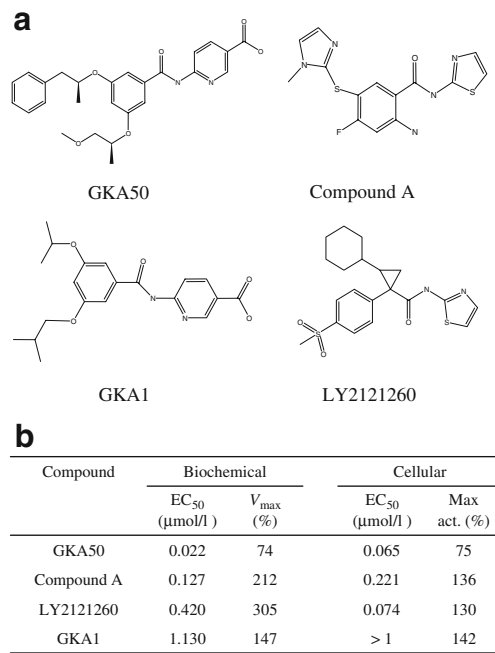 a
O
O
O
O
N
N
O
O
GKA50
N
N
O
N
S
N
S
F
N
Compound A
O
O
O
N
N
O
O
GKA1
N
N
O
S
O
S
O
LY2121260
b
Compound Biochemical Cellular
EC50 (μmol/l ) Vmax (%) EC50 (μmol/l ) Max act. (%)
GKA50 0.022 74 0.065 75
Compound A 0.127 212 0.221 136
LY2121260 0.420 305 0.074 130
GKA1 1.130 147 > 1 142